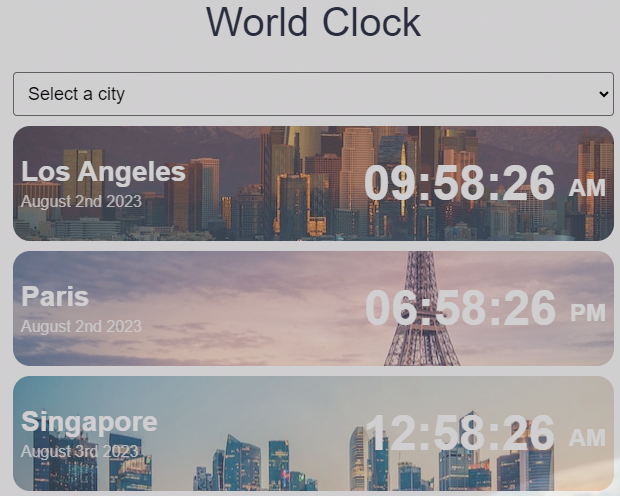 World Clock
Select a city
Los Angeles
August 2nd 2023
09:58:26 AM
Paris
August 2nd 2023
06:58:26 PM
Singapore
August 3rd 2023
12:58:26 AM